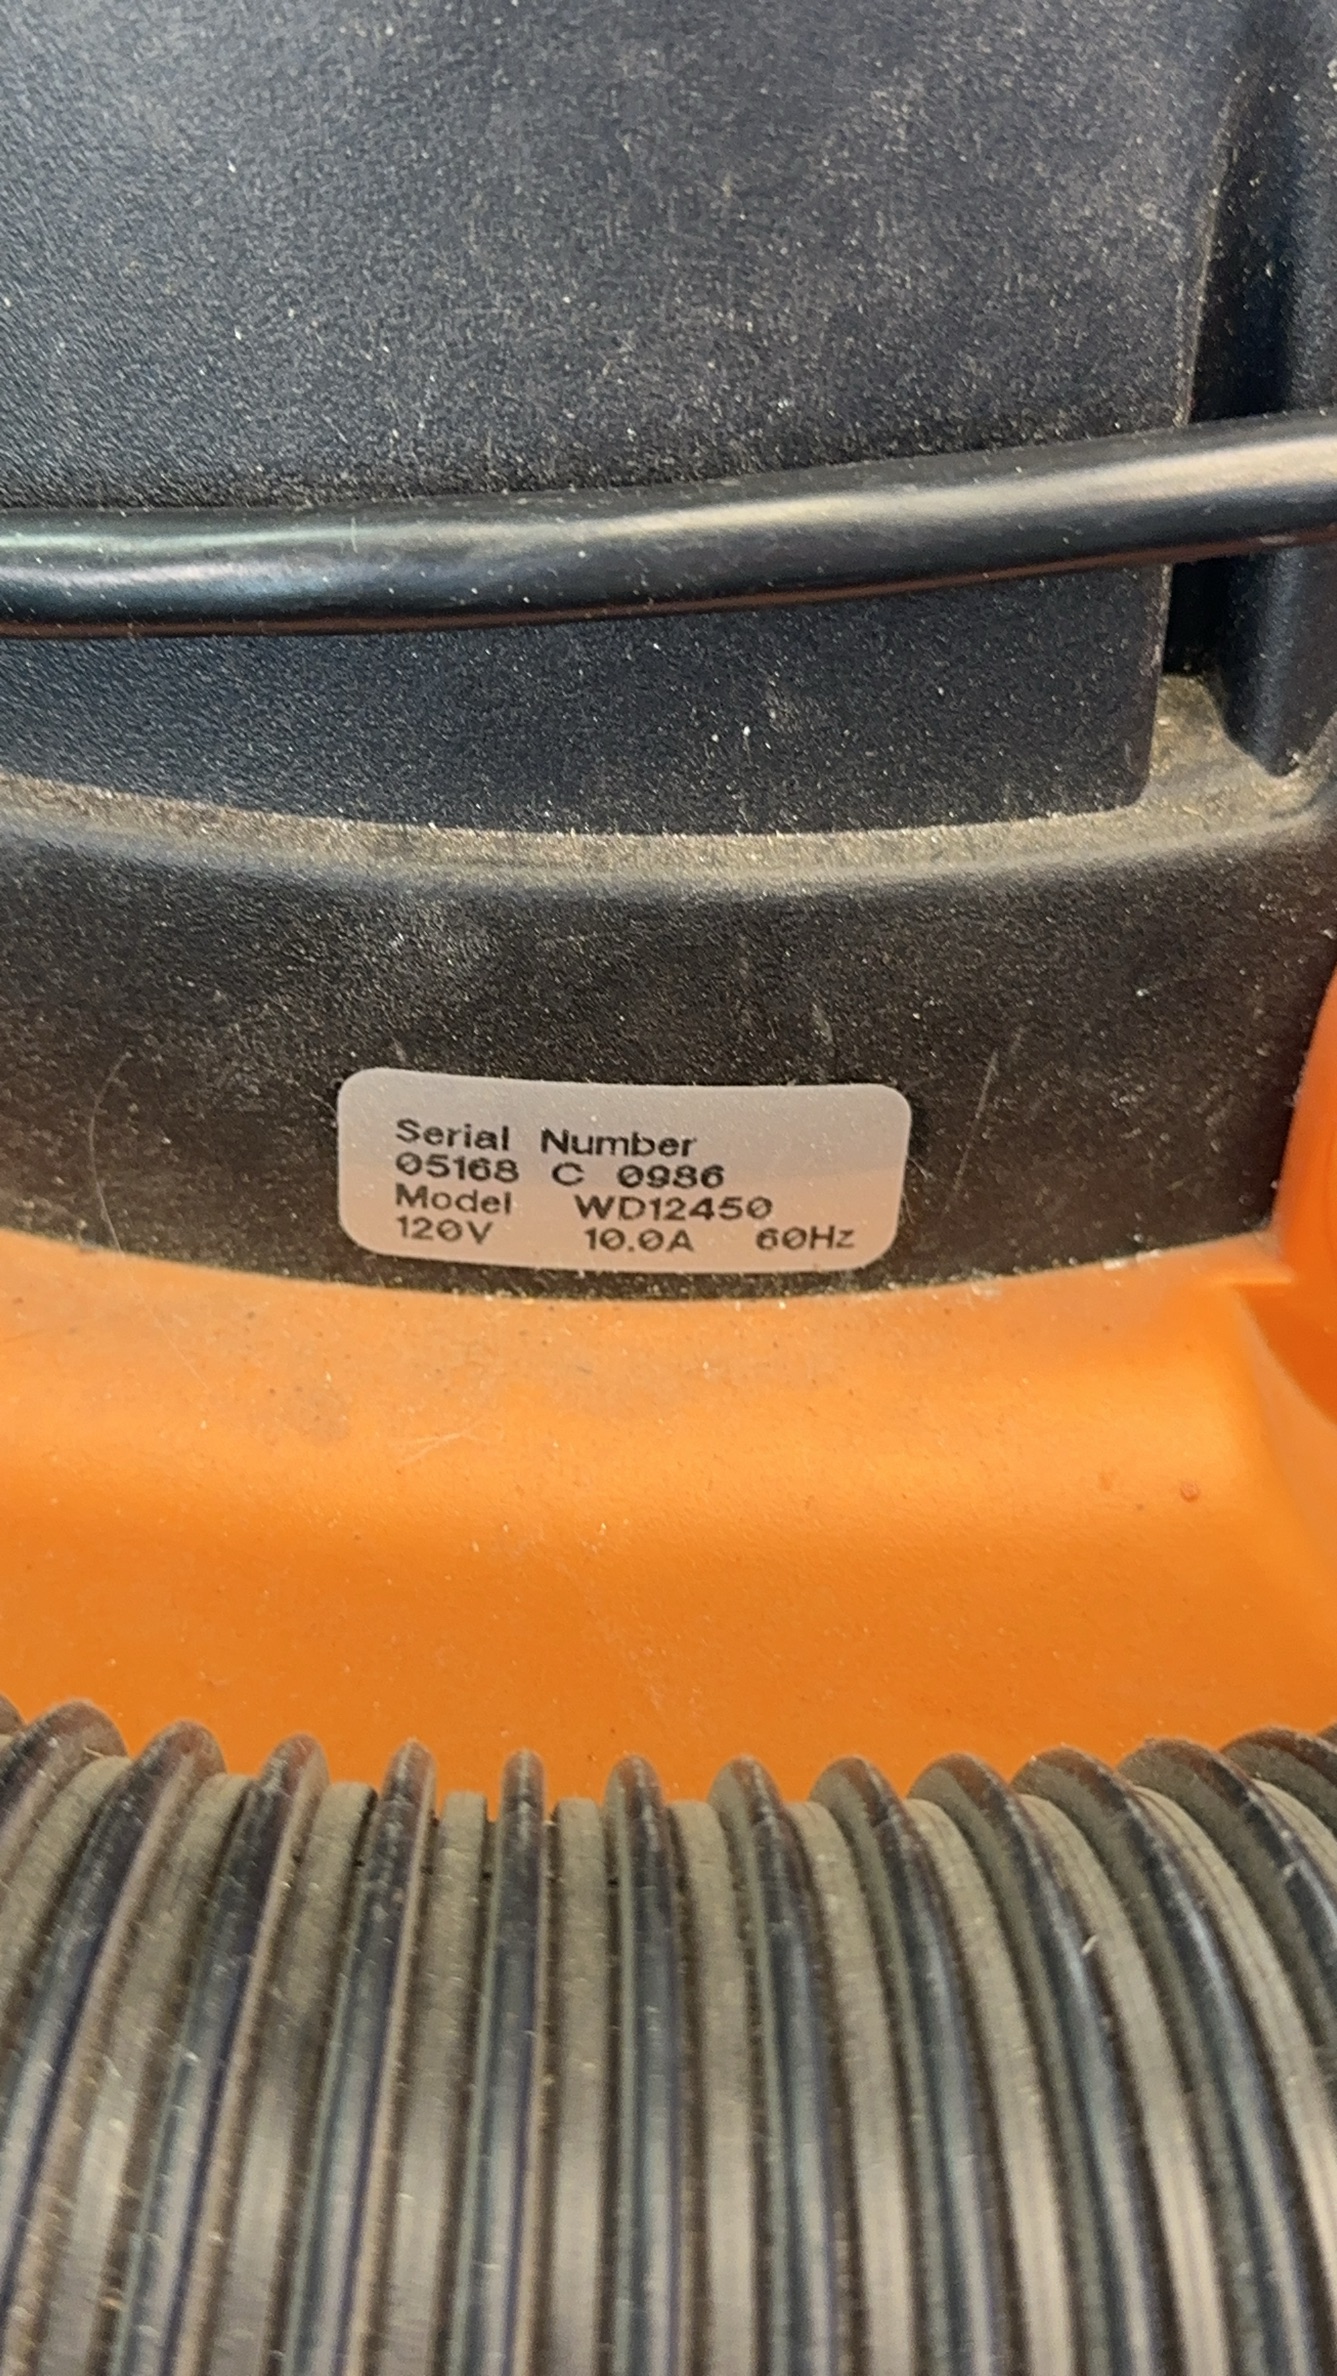 Serial Number
05168 C 0986
Model WD12450
120V 10.0A 60Hz